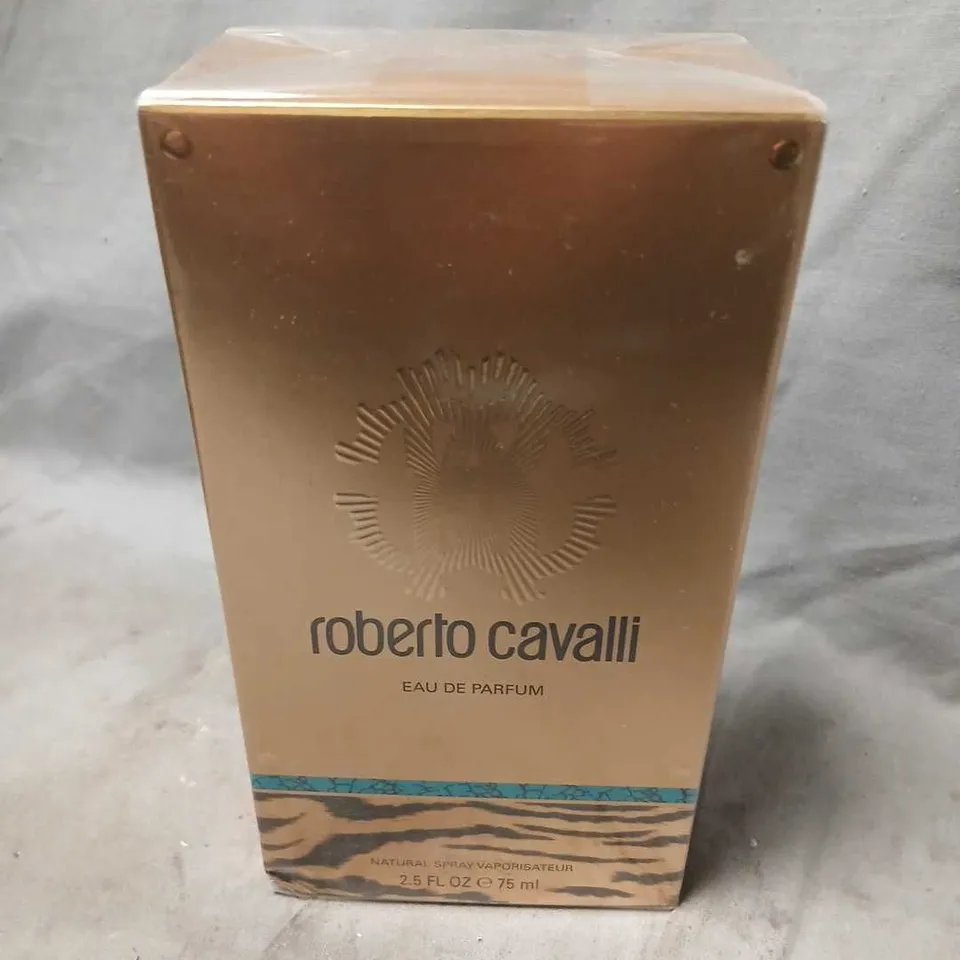 roberto cavalli
EAU DE PARFUM
NATURAL SPRAY VAPORISATEUR
2.5 FL OZ ℮ 75 ml